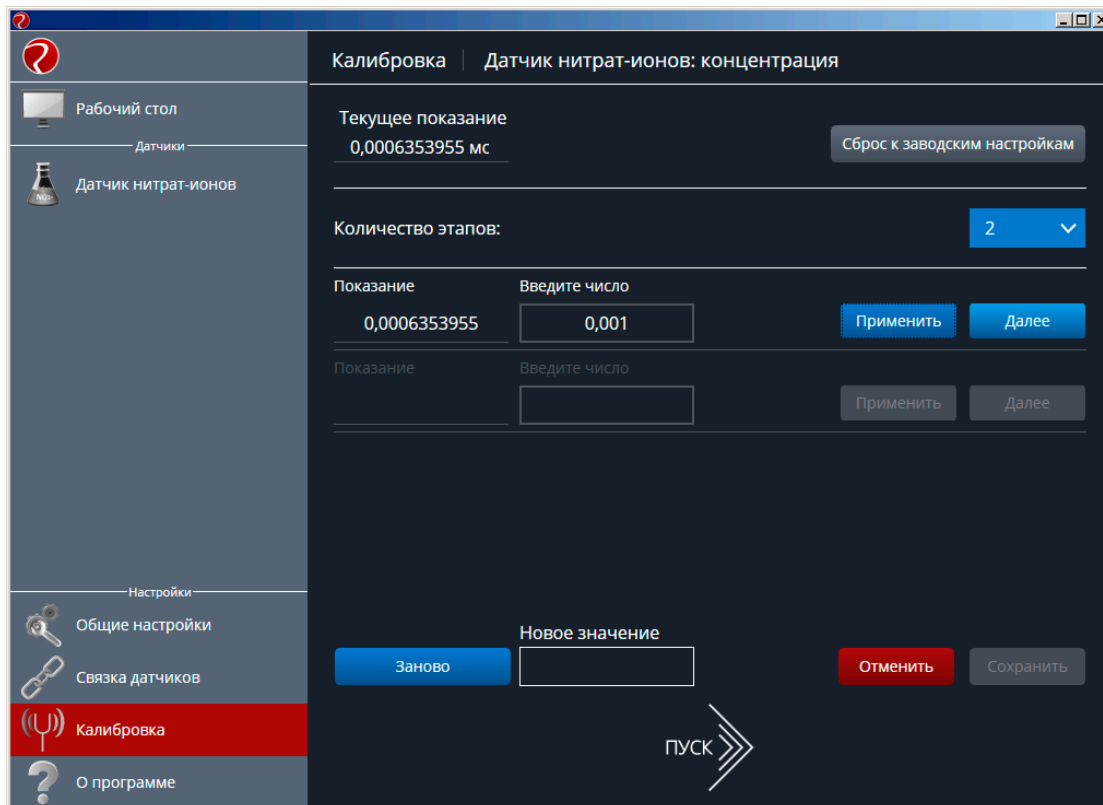 Калибровка Датчик нитрат-ионов: концентрация
Рабочий стол
Датчики
Датчик нитрат-ионов
NO3-
Текущее показание
0,0006353955 мс
Сброс к заводским настройкам
Количество этапов:
2
Показание Введите число
0,0006353955 0,001 Применить Далее
Показание Введите число
Применить Далее
Настройки
Общие настройки
Связка датчиков
Калибровка
О программе
Новое значение
Заново Отменить Сохранить
ПУСК